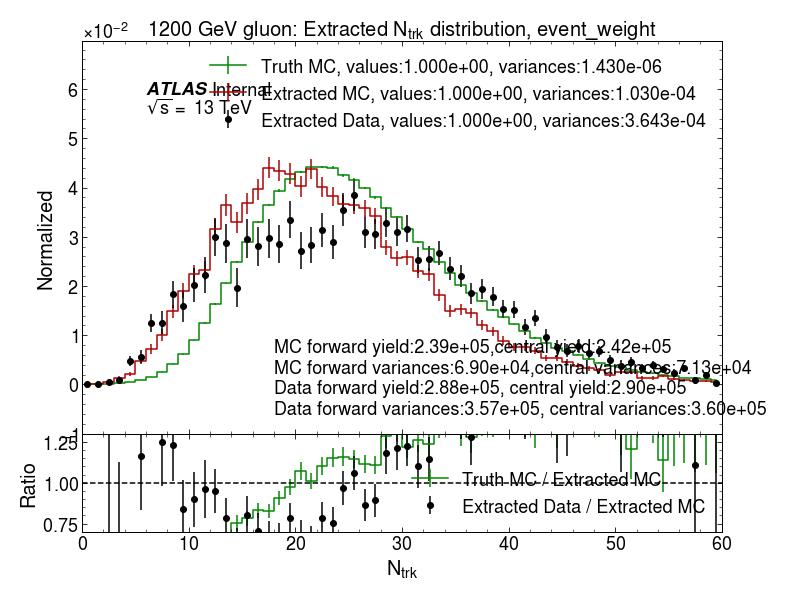 ×10⁻² 1200 GeV gluon: Extracted Ntrk distribution, event_weight
Truth MC, values:1.000e+00, variances:1.430e-06
ATLAS Internal
Extracted MC, values:1.000e+00, variances:1.030e-04
√s = 13 TeV
Extracted Data, values:1.000e+00, variances:3.643e-04
6
5
4
3
2
1
0
1
Normalized
MC forward yield:2.39e+05,central yield:2.42e+05
MC forward variances:6.90e+04,central variances:7.13e+04
Data forward yield:2.88e+05, central yield:2.90e+05
Data forward variances:3.57e+05, central variances:3.60e+05
1.25
1.00
0.75
Ratio
Truth MC / Extracted MC
Extracted Data / Extracted MC
0 10 20 30 40 50 60
Ntrk